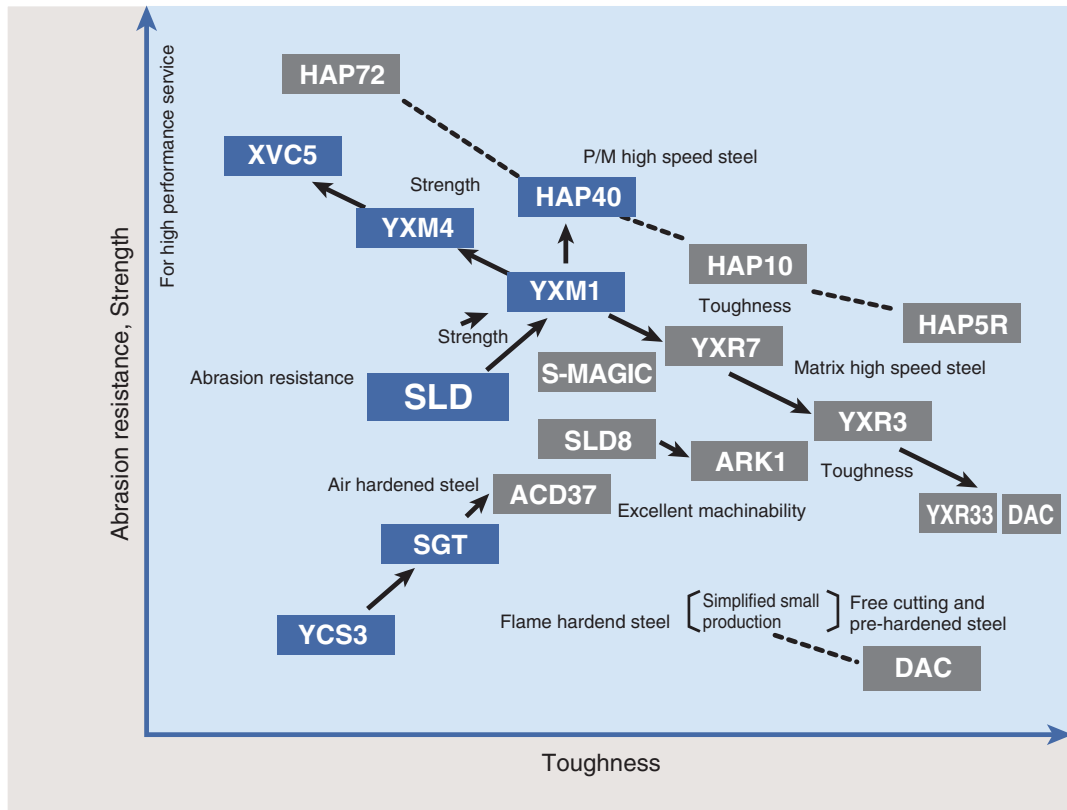 For high performance service
Abrasion resistance, Strength
HAP72
XVC5
P/M high speed steel
Strength
HAP40
YXM4
HAP10
YXM1
Toughness
HAP5R
Strength
YXR7
S-MAGIC
Matrix high speed steel
Abrasion resistance
SLD
YXR3
SLD8
ARK1
Toughness
Air hardened steel
ACD37
Excellent machinability
YXR33
DAC
SGT
YCS3
Flame hardend steel
Simplified small
production
Free cutting and
pre-hardened steel
DAC
Toughness